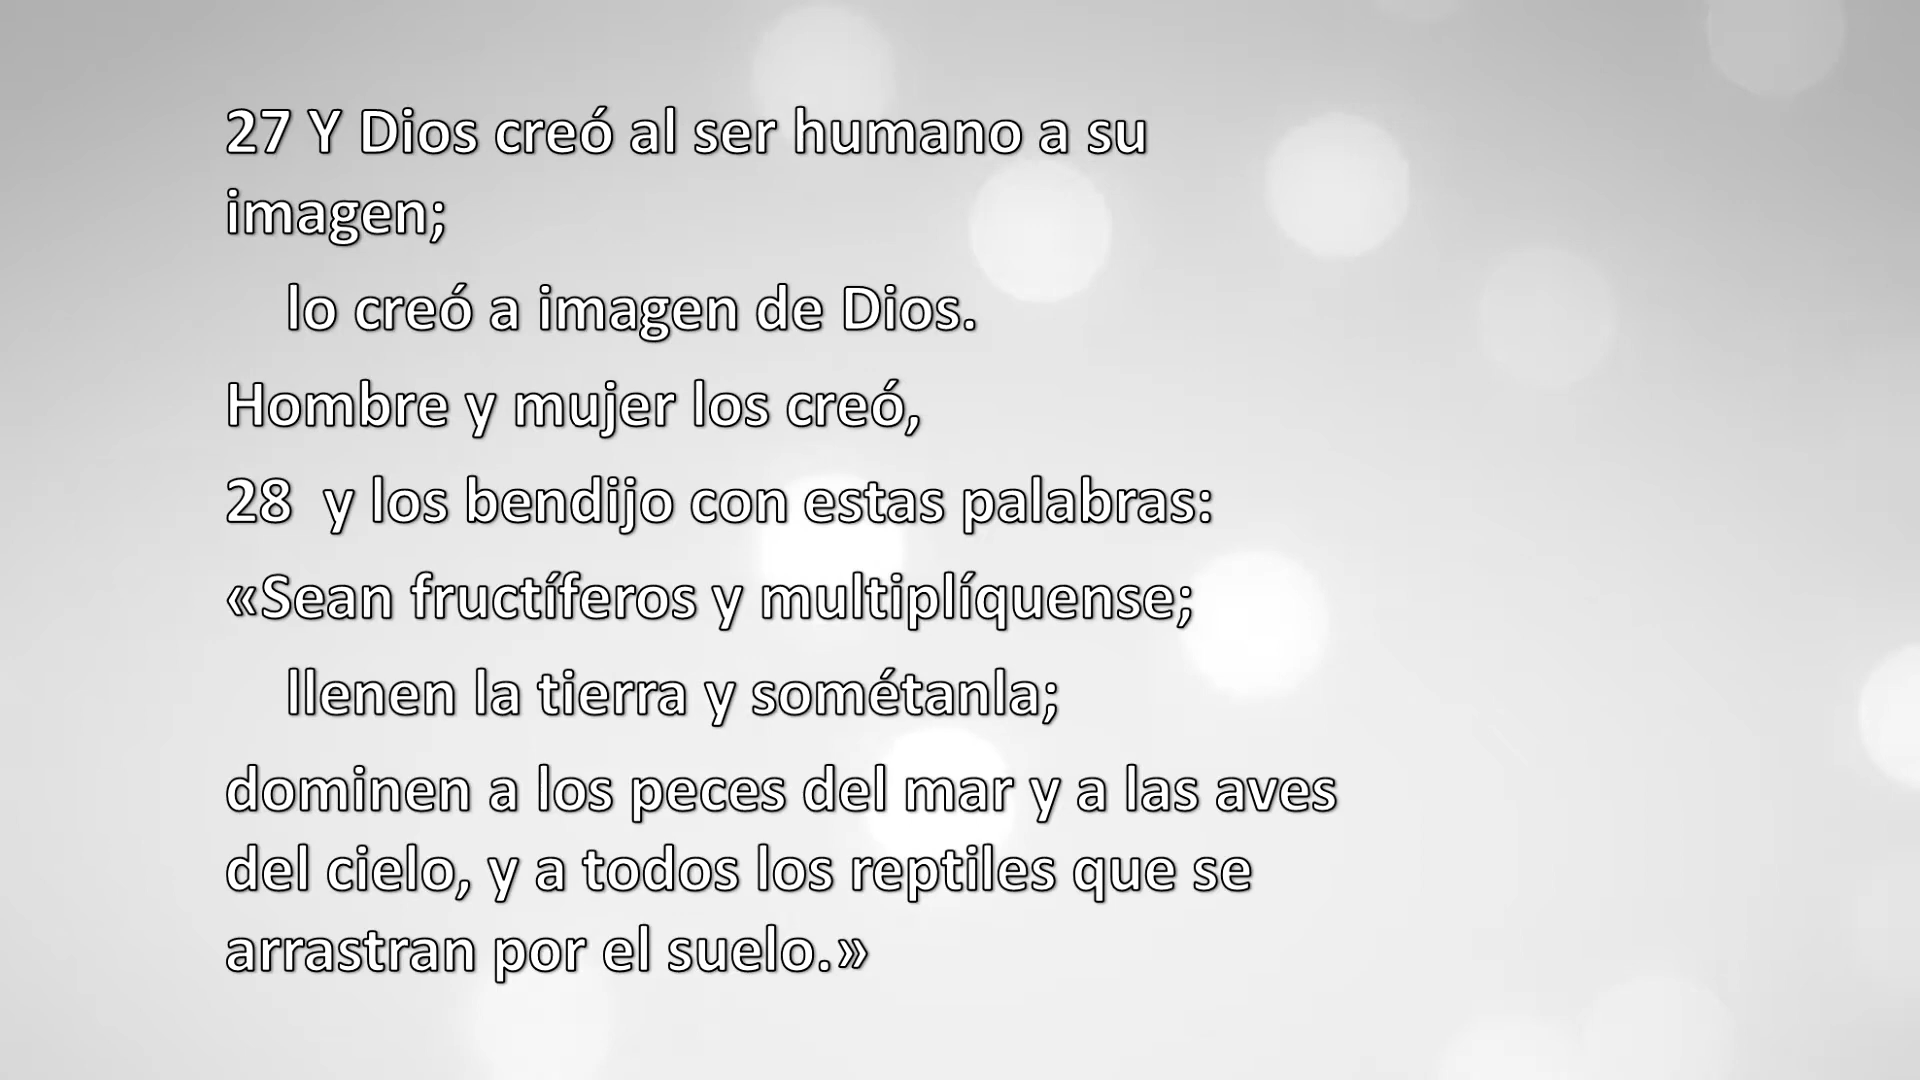 27 Y Dios creó al ser humano a su
imagen;
lo creó a imagen de Dios.
Hombre y mujer los creó,
28  y los bendijo con estas palabras:
«Sean fructíferos y multiplíquense;
llenen la tierra y sométanla;
dominen a los peces del mar y a las aves
del cielo, y a todos los reptiles que se
arrastran por el suelo.»